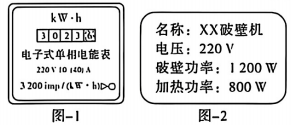 kW·h
3 0 2 3 6
电子式单相电能表
220 V 10 (40) A
3 200 imp/(kW·h)
图-1
名称：XX破壁机
电压：220 V
破壁功率：1 200 W
加热功率：800 W
图-2